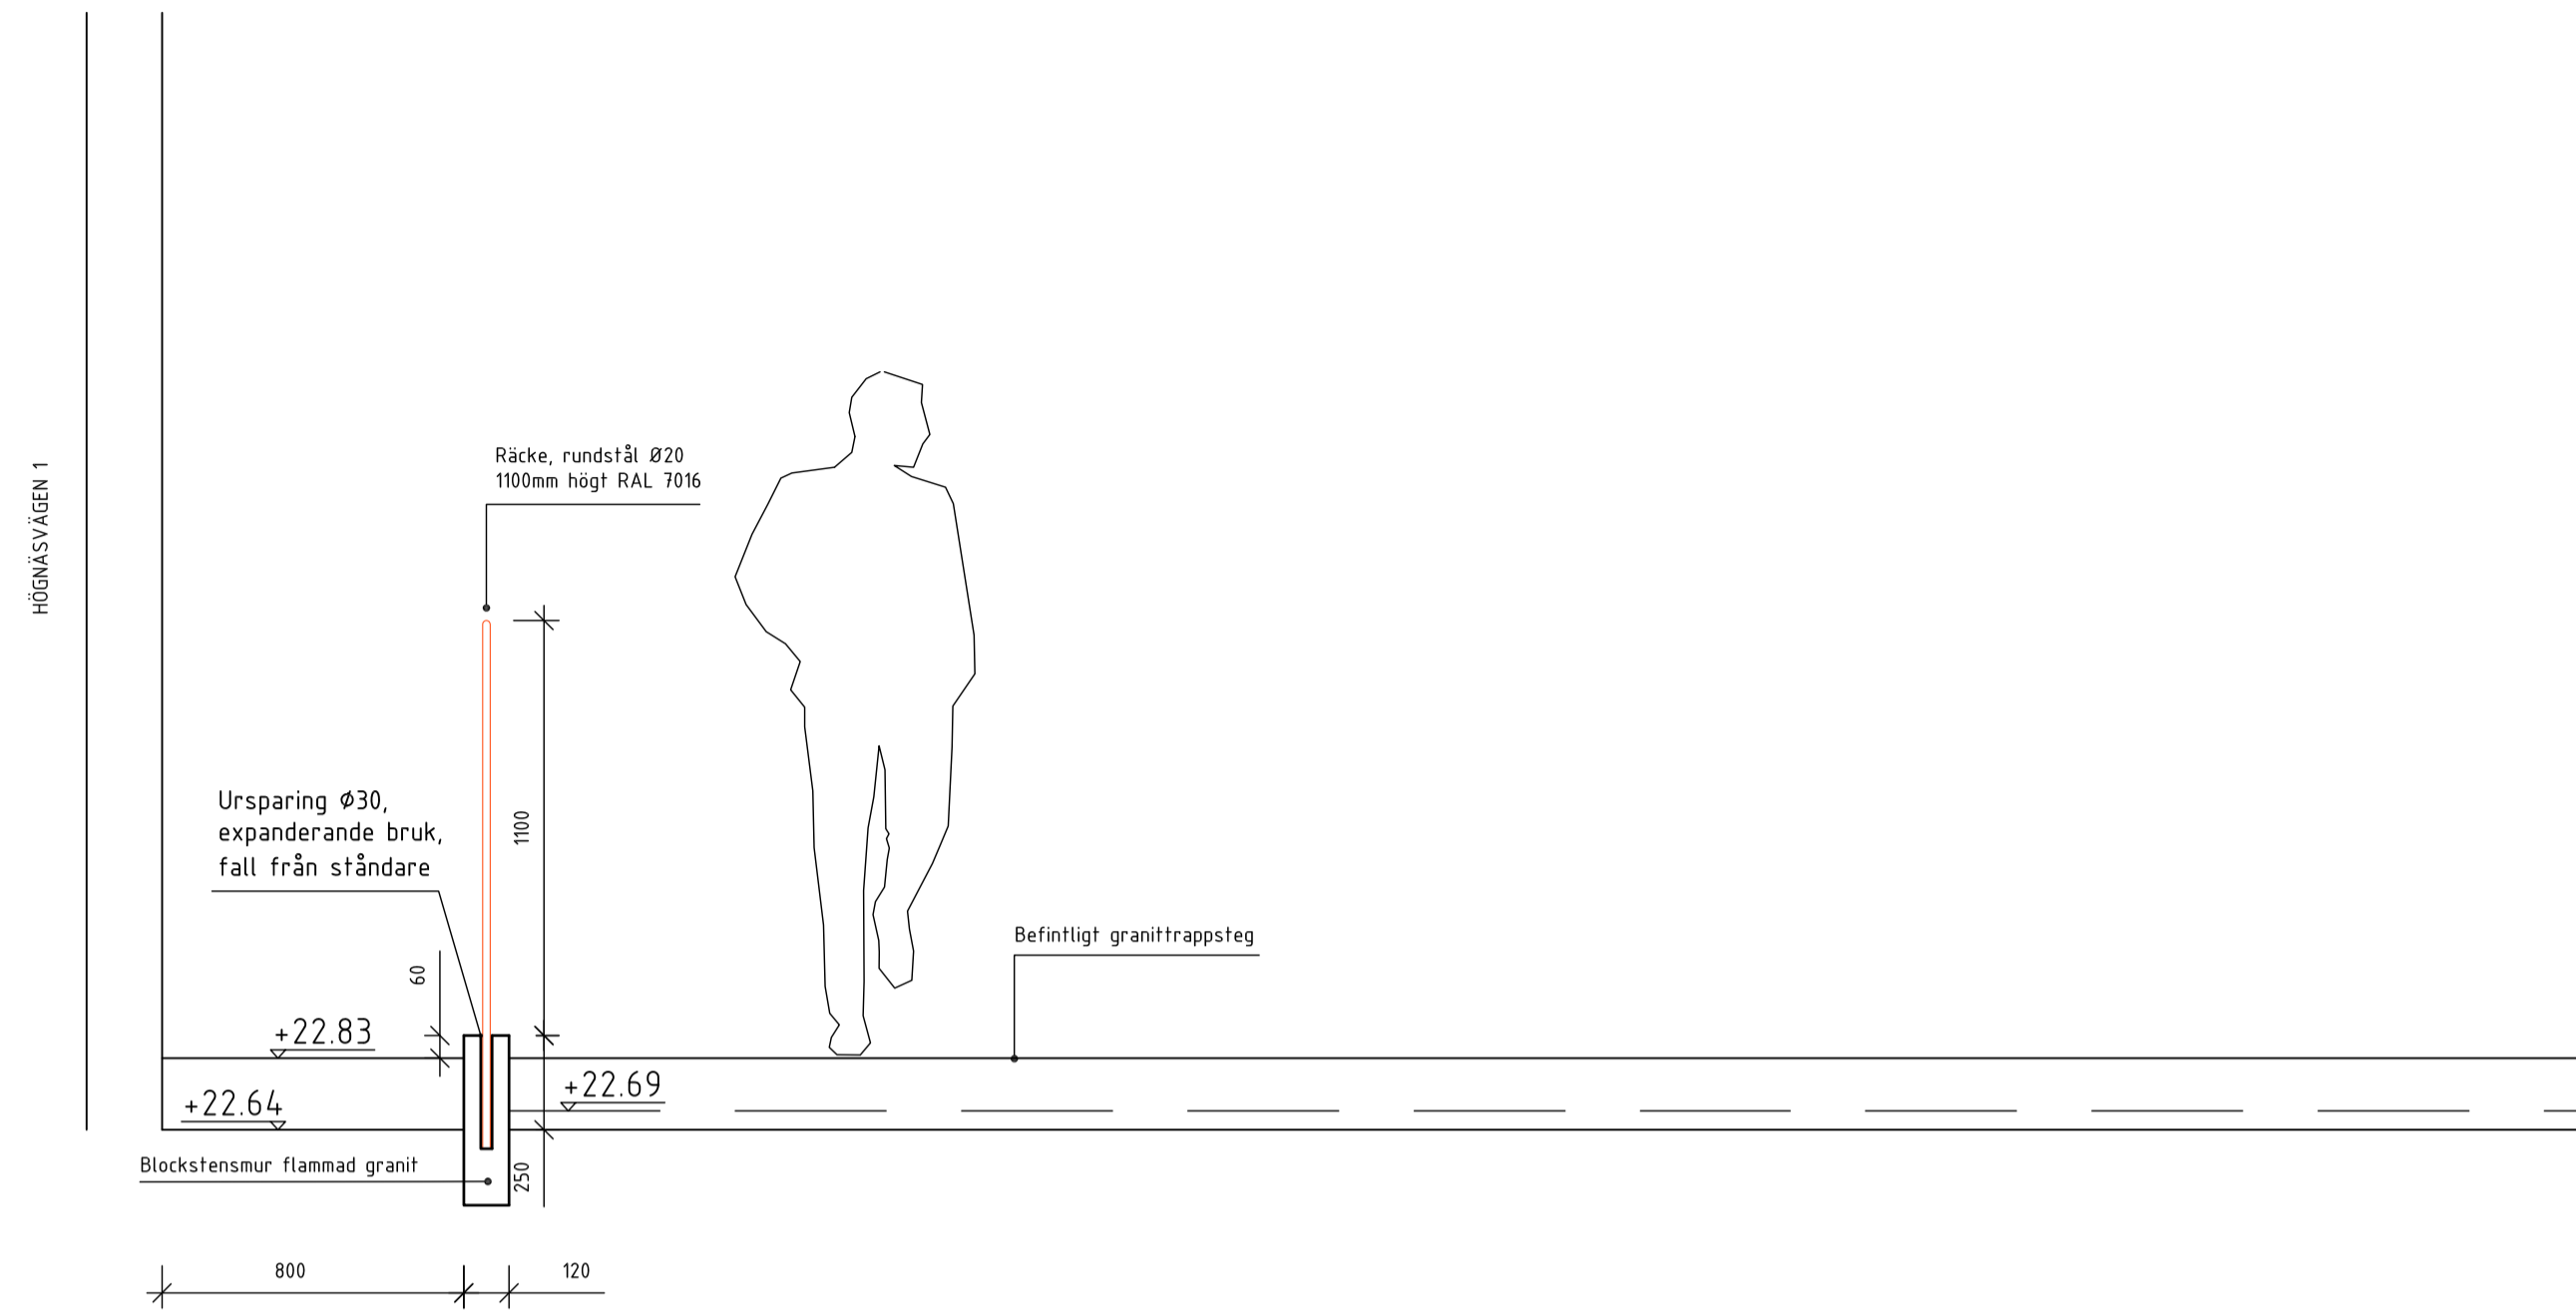 HÖGNÄSVÄGEN 1
Räcke, rundstål Ø20
1100mm högt RAL 7016
Ursparing Ø30,
expanderande bruk,
fall från ståndare
1100
60
Befintligt granittrappsteg
+22.83
+22.69
+22.64
Blockstensmur flammad granit
250
800
120